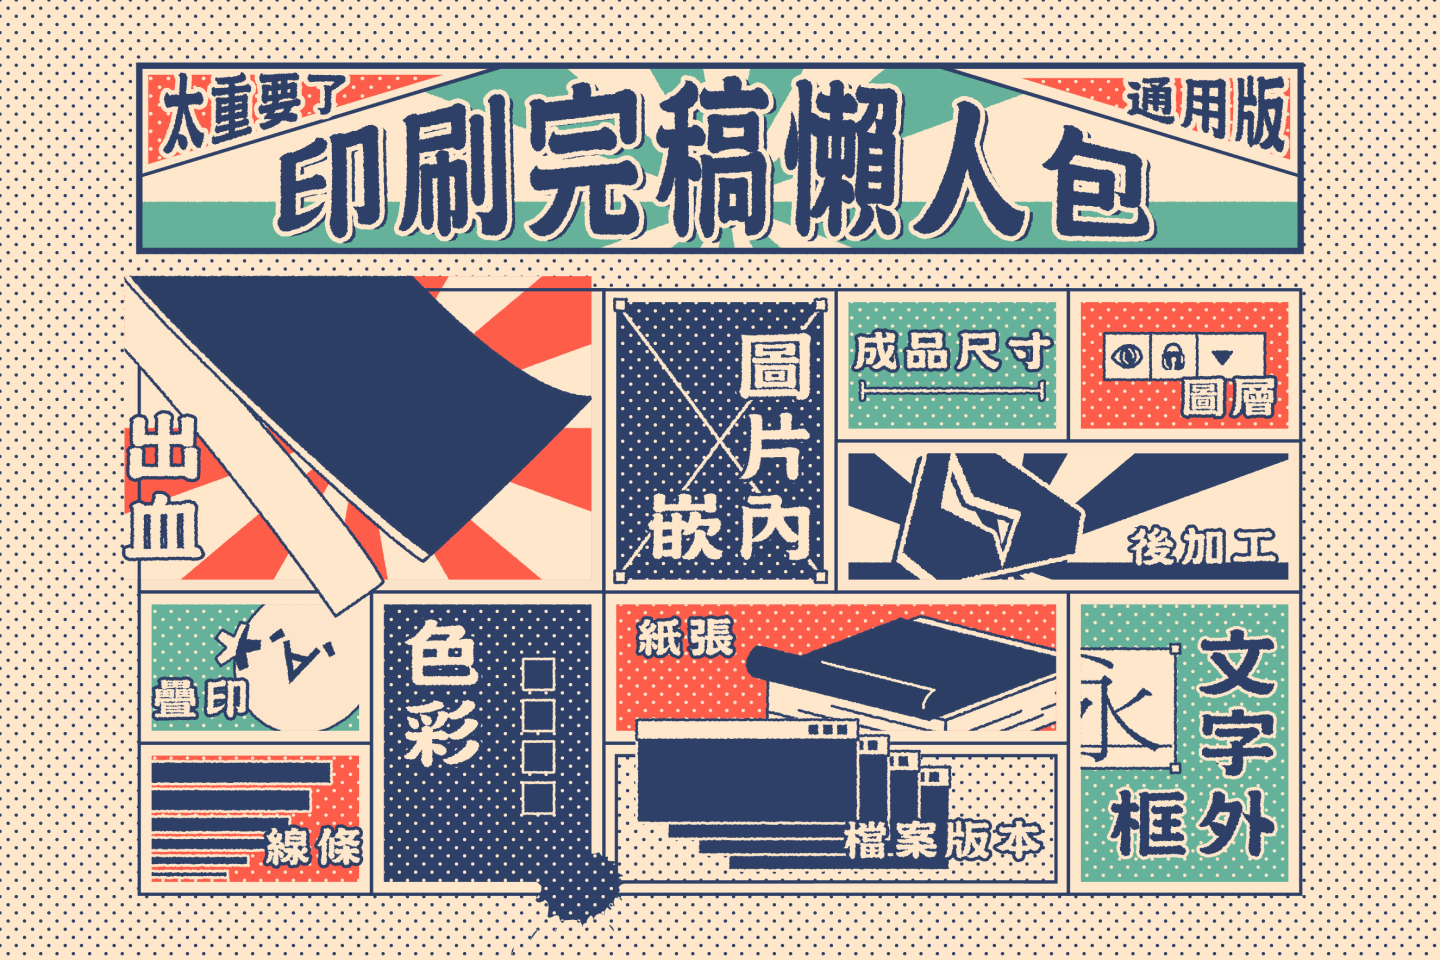 太重要了
印刷完稿懶人包
通用版
出血
圖片內嵌
成品尺寸
圖層
後加工
疊印
色彩
紙張
永
文字外框
線條
檔案版本